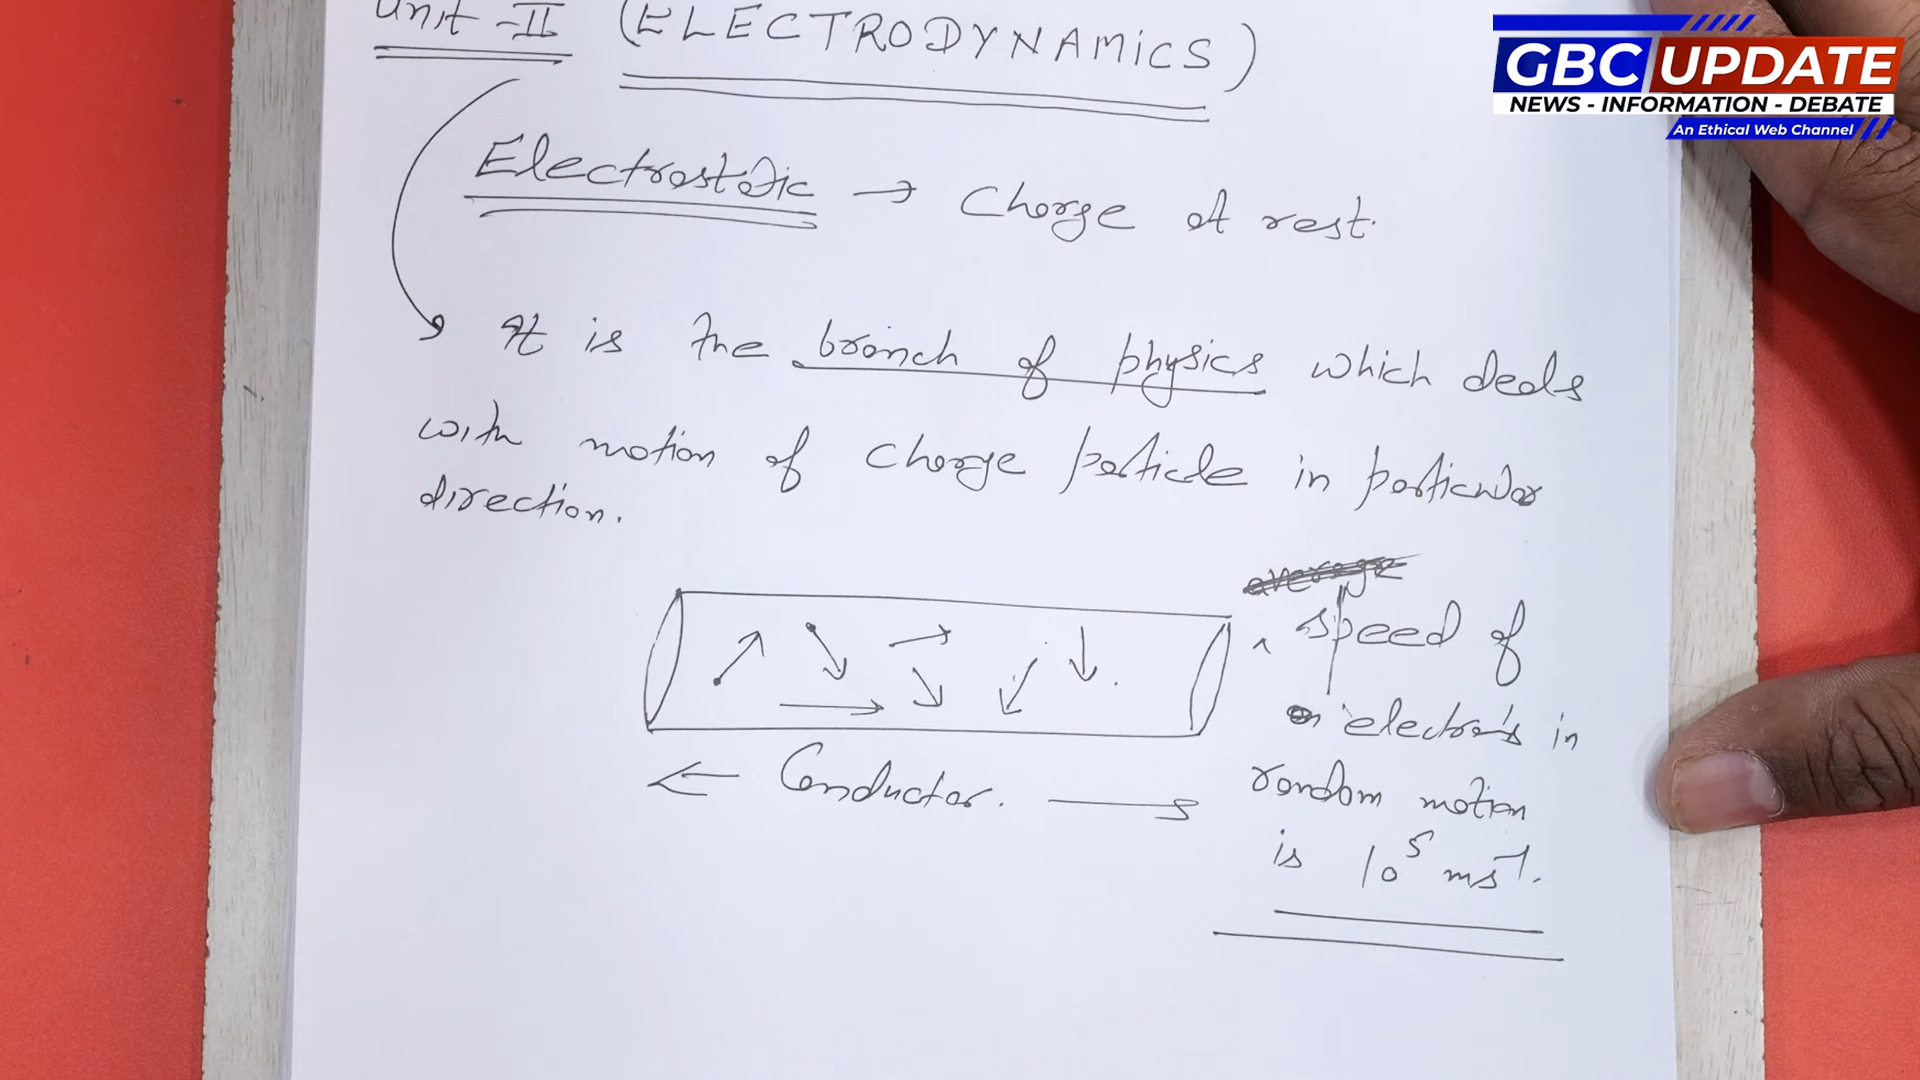 Unit -II (ELECTRODYNAMICS)
GBC UPDATE
NEWS - INFORMATION - DEBATE
An Ethical Web Channel
Electrostatic → Charge at rest.
It is the branch of physics which deals
with motion of charge particle in particular
direction.
speed of
electrons in
random motion
is 10⁵ ms⁻¹.
← Conductor. →